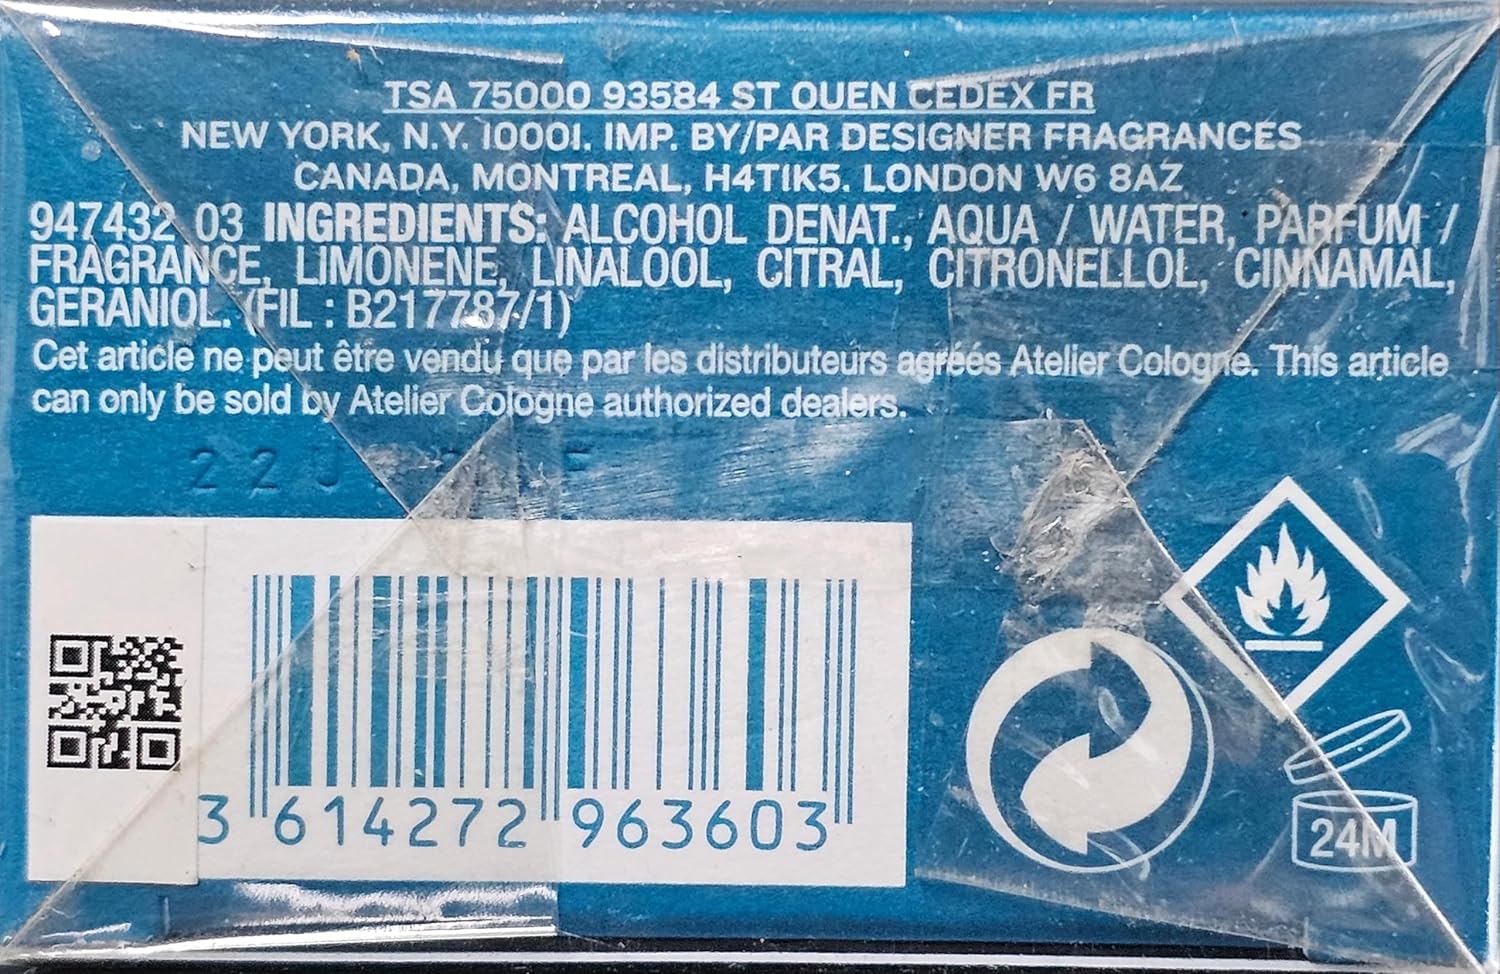 TSA 75000 93584 ST OUEN CEDEX FR
NEW YORK, N.Y. 10001. IMP. BY/PAR DESIGNER FRAGRANCES
CANADA, MONTREAL, H4T1K5. LONDON W6 8AZ
947432 03 INGREDIENTS: ALCOHOL DENAT., AQUA / WATER, PARFUM /
FRAGRANCE, LIMONENE, LINALOOL, CITRAL, CITRONELLOL, CINNAMAL,
GERANIOL. (FIL : B217787/1)
Cet article ne peut être vendu que par les distributeurs agréés Atelier Cologne. This article
can only be sold by Atelier Cologne authorized dealers.
22U
3 614272 963603
24M